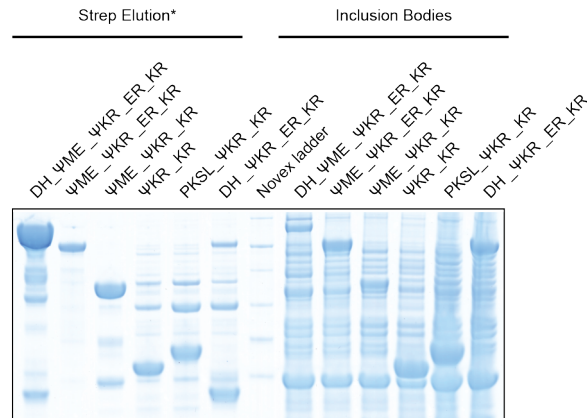 Strep Elution*
Inclusion Bodies
DH_ΨME_ΨKR_ER_KR
ΨME_ΨKR_ER_KR
ΨME_ΨKR_KR
ΨKR_KR
PKSL_ΨKR_KR
DH_ΨKR_ER_KR
Novex ladder
DH_ΨME_ΨKR_ER_KR
ΨME_ΨKR_ER_KR
ΨME_ΨKR_KR
ΨKR_KR
PKSL_ΨKR_KR
DH_ΨKR_ER_KR